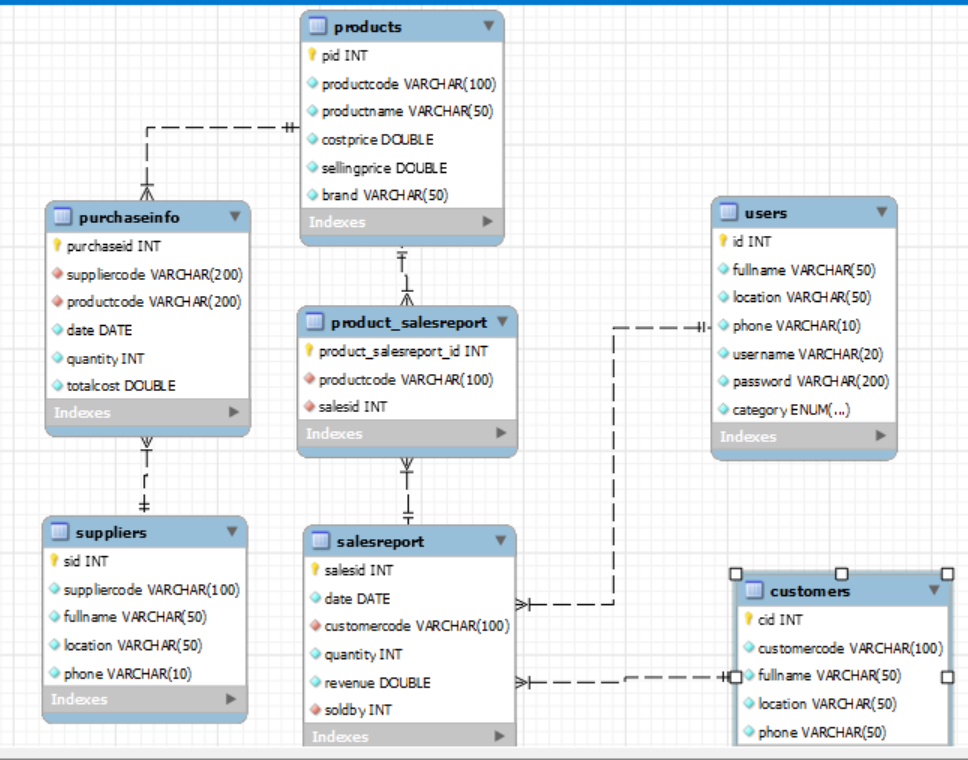 products
pid INT
productcode VARCHAR(100)
productname VARCHAR(50)
costprice DOUBLE
sellingprice DOUBLE
brand VARCHAR(50)
Indexes
purchaseinfo
purchaseid INT
suppliercode VARCHAR(200)
productcode VARCHAR(200)
date DATE
quantity INT
totalcost DOUBLE
Indexes
users
id INT
fullname VARCHAR(50)
location VARCHAR(50)
phone VARCHAR(10)
username VARCHAR(20)
password VARCHAR(200)
category ENUM(...)
Indexes
product_salesreport
product_salesreport_id INT
productcode VARCHAR(100)
salesid INT
Indexes
suppliers
sid INT
suppliercode VARCHAR(100)
fullname VARCHAR(50)
location VARCHAR(50)
phone VARCHAR(10)
Indexes
salesreport
salesid INT
date DATE
customercode VARCHAR(100)
quantity INT
revenue DOUBLE
soldby INT
Indexes
customers
cid INT
customercode VARCHAR(100)
fullname VARCHAR(50)
location VARCHAR(50)
phone VARCHAR(50)